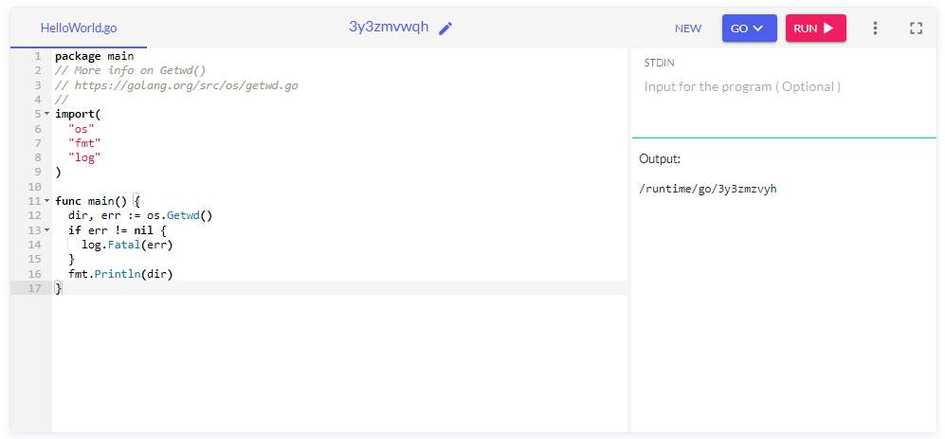 HelloWorld.go
3y3zmvwqh
NEW
GO
RUN
1 package main
2 // More info on Getwd()
3 // https://golang.org/src/os/getwd.go
4 //
5 import(
6 "os"
7 "fmt"
8 "log"
9 )
10
11 func main() {
12 dir, err := os.Getwd()
13 if err != nil {
14 log.Fatal(err)
15 }
16 fmt.Println(dir)
17 }
STDIN
Input for the program ( Optional )
Output:
/runtime/go/3y3zmzvyh